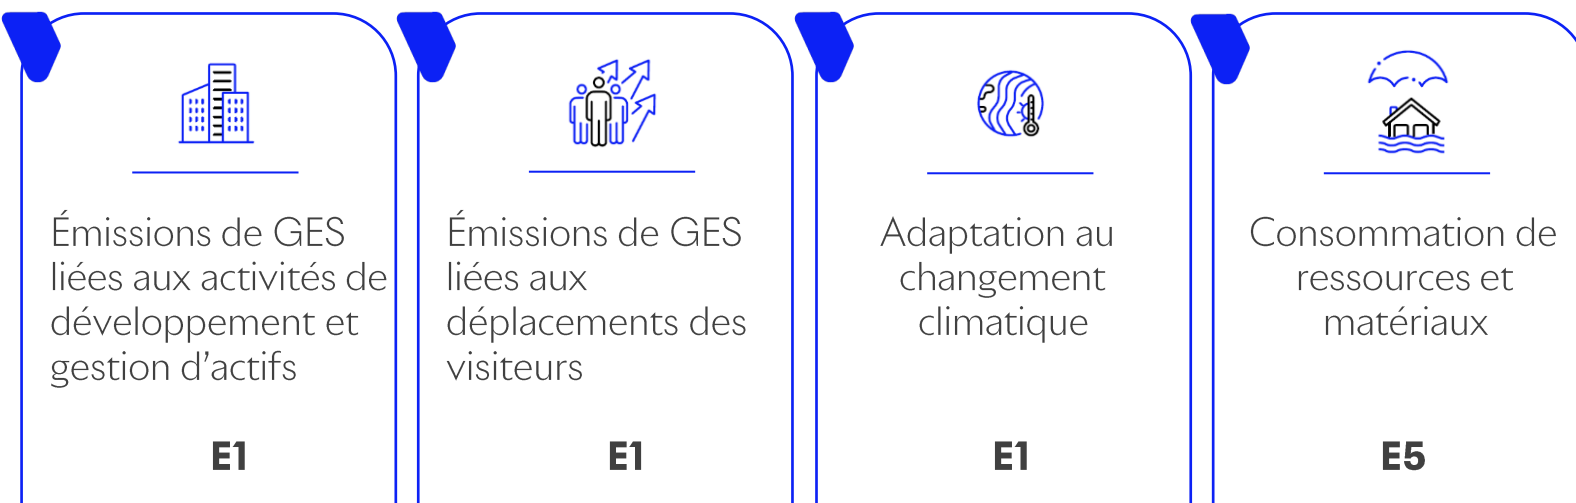 Émissions de GES
liées aux activités de
développement et
gestion d’actifs
E1
Émissions de GES
liées aux
déplacements des
visiteurs
E1
Adaptation au
changement
climatique
E1
Consommation de
ressources et
matériaux
E5